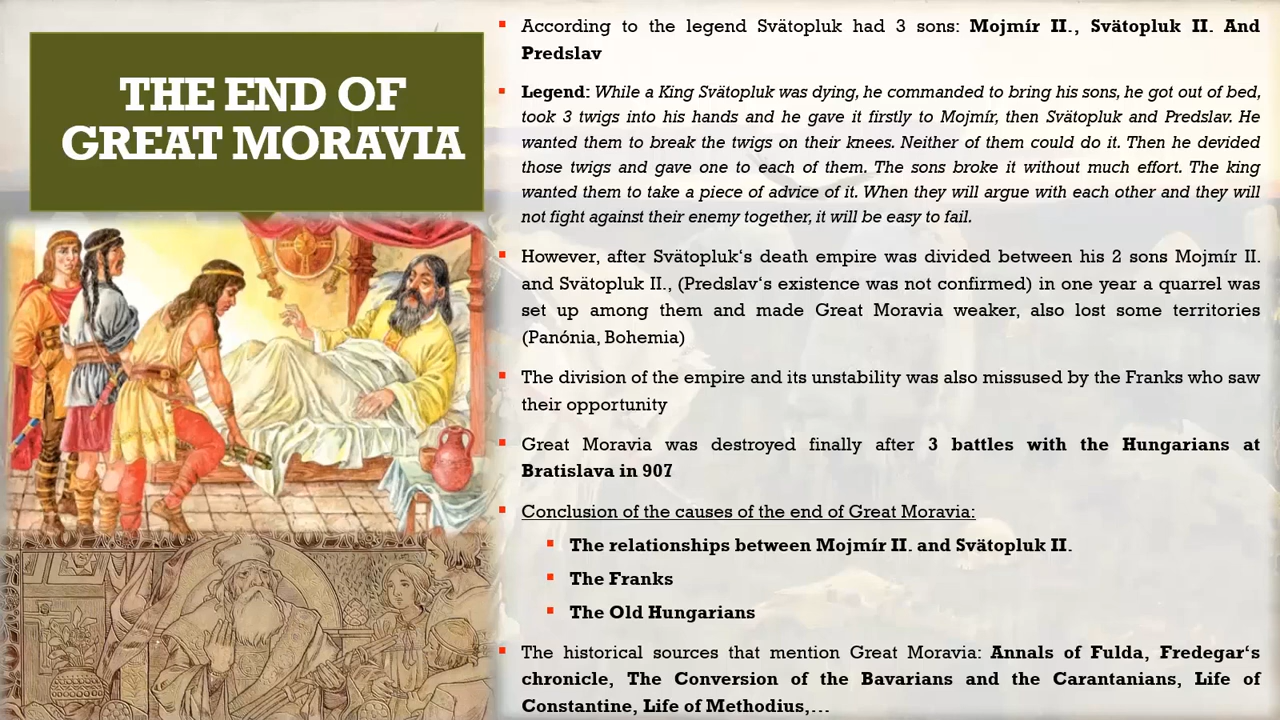 THE END OF
GREAT MORAVIA
▪ According to the legend Svätopluk had 3 sons: Mojmír II., Svätopluk II. And
Predslav
▪ Legend: While a King Svätopluk was dying, he commanded to bring his sons, he got out of bed,
took 3 twigs into his hands and he gave it firstly to Mojmír, then Svätopluk and Predslav. He
wanted them to break the twigs on their knees. Neither of them could do it. Then he devided
those twigs and gave one to each of them. The sons broke it without much effort. The king
wanted them to take a piece of advice of it. When they will argue with each other and they will
not fight against their enemy together, it will be easy to fail.
▪ However, after Svätopluk‘s death empire was divided between his 2 sons Mojmír II.
and Svätopluk II., (Predslav‘s existence was not confirmed) in one year a quarrel was
set up among them and made Great Moravia weaker, also lost some territories
(Panónia, Bohemia)
▪ The division of the empire and its unstability was also missused by the Franks who saw
their opportunity
▪ Great Moravia was destroyed finally after 3 battles with the Hungarians at
Bratislava in 907
▪ Conclusion of the causes of the end of Great Moravia:
▪ The relationships between Mojmír II. and Svätopluk II.
▪ The Franks
▪ The Old Hungarians
▪ The historical sources that mention Great Moravia: Annals of Fulda, Fredegar‘s
chronicle, The Conversion of the Bavarians and the Carantanians, Life of
Constantine, Life of Methodius,…